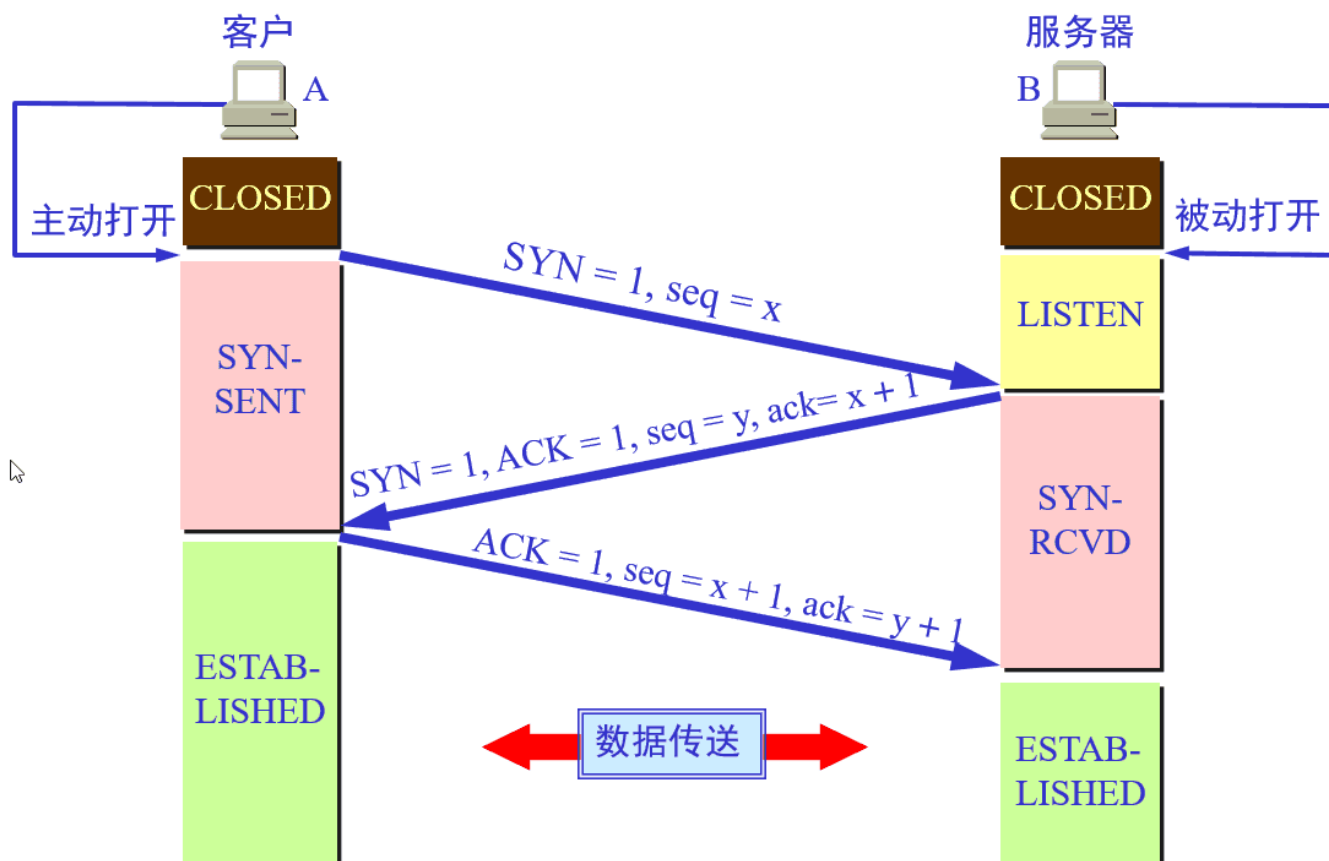 客户
服务器
A
B
CLOSED
CLOSED
主动打开
被动打开
SYN = 1, seq = x
LISTEN
SYN-
SENT
SYN = 1, ACK = 1, seq = y, ack= x + 1
SYN-
RCVD
ACK = 1, seq = x + 1, ack = y + 1
ESTAB-
LISHED
数据传送
ESTAB-
LISHED